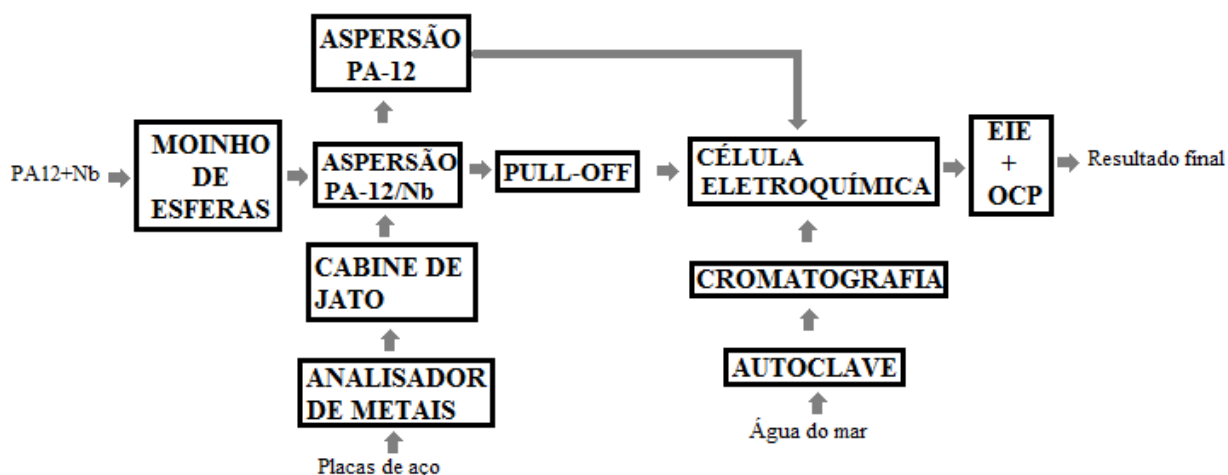 ASPERSÃO
PA-12
PA12+Nb
MOINHO
DE
ESFERAS
ASPERSÃO
PA-12/Nb
PULL-OFF
CÉLULA
ELETROQUÍMICA
EIE
+
OCP
Resultado final
CABINE DE
JATO
CROMATOGRAFIA
ANALISADOR
DE METAIS
AUTOCLAVE
Placas de aço
Água do mar